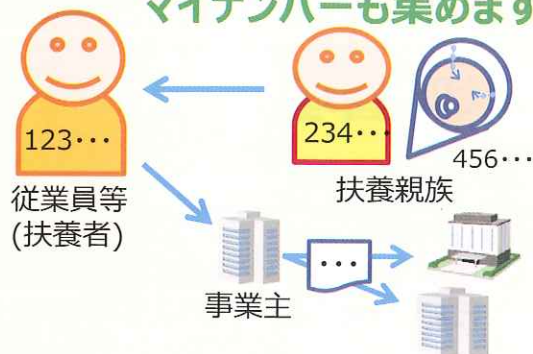 マイナンバーも集めます
123・・・
234・・・
456・・・
従業員等
(扶養者)
扶養親族
・・・
事業主